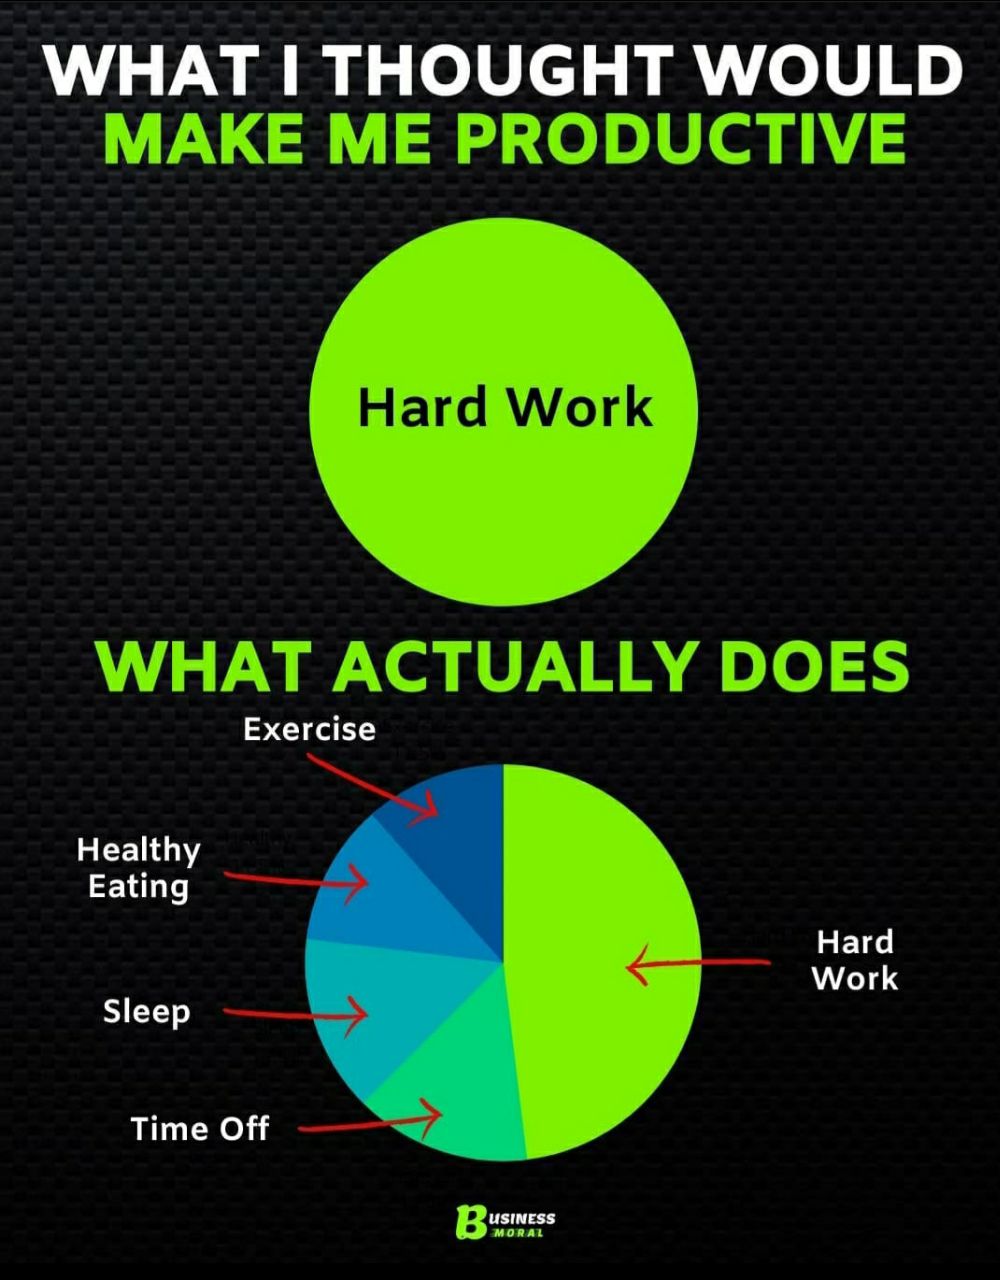 WHAT I THOUGHT WOULD
MAKE ME PRODUCTIVE
Hard Work
WHAT ACTUALLY DOES
Exercise
Healthy
Eating
Hard
Work
Sleep
Time Off
BUSINESS
MORAL